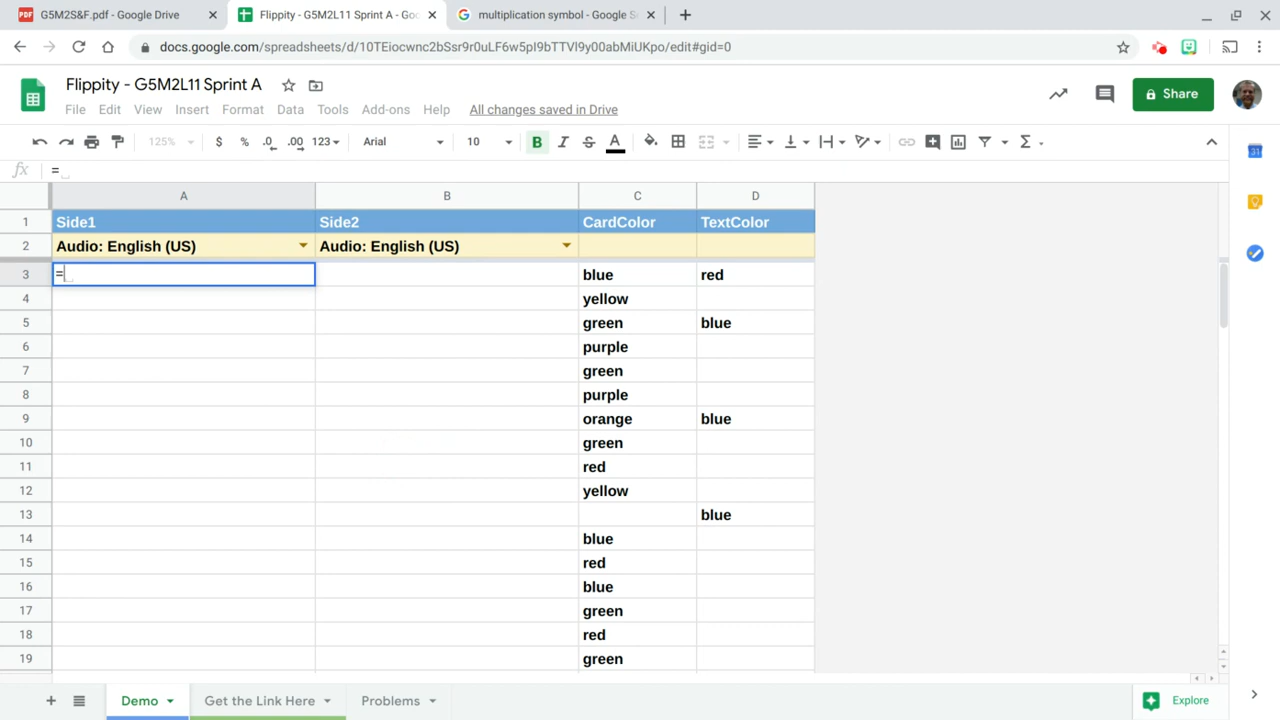 G5M2S&F.pdf - Google Drive
Flippity - G5M2L11 Sprint A - Goo
multiplication symbol - Google S
docs.google.com/spreadsheets/d/10TEiocwnc2bSsr9r0uLF6w5pI9bTTVI9y00abMiUKpo/edit#gid=0
Flippity - G5M2L11 Sprint A
File Edit View Insert Format Data Tools Add-ons Help All changes saved in Drive
Share
125% $ % .0 .00 123 Arial 10 B I S A Σ
fx =
A B C D
1 Side1 Side2 CardColor TextColor
2 Audio: English (US) Audio: English (US)
3 = blue red
4 yellow
5 green blue
6 purple
7 green
8 purple
9 orange blue
10 green
11 red
12 yellow
13 blue
14 blue
15 red
16 blue
17 green
18 red
19 green
Demo Get the Link Here Problems Explore